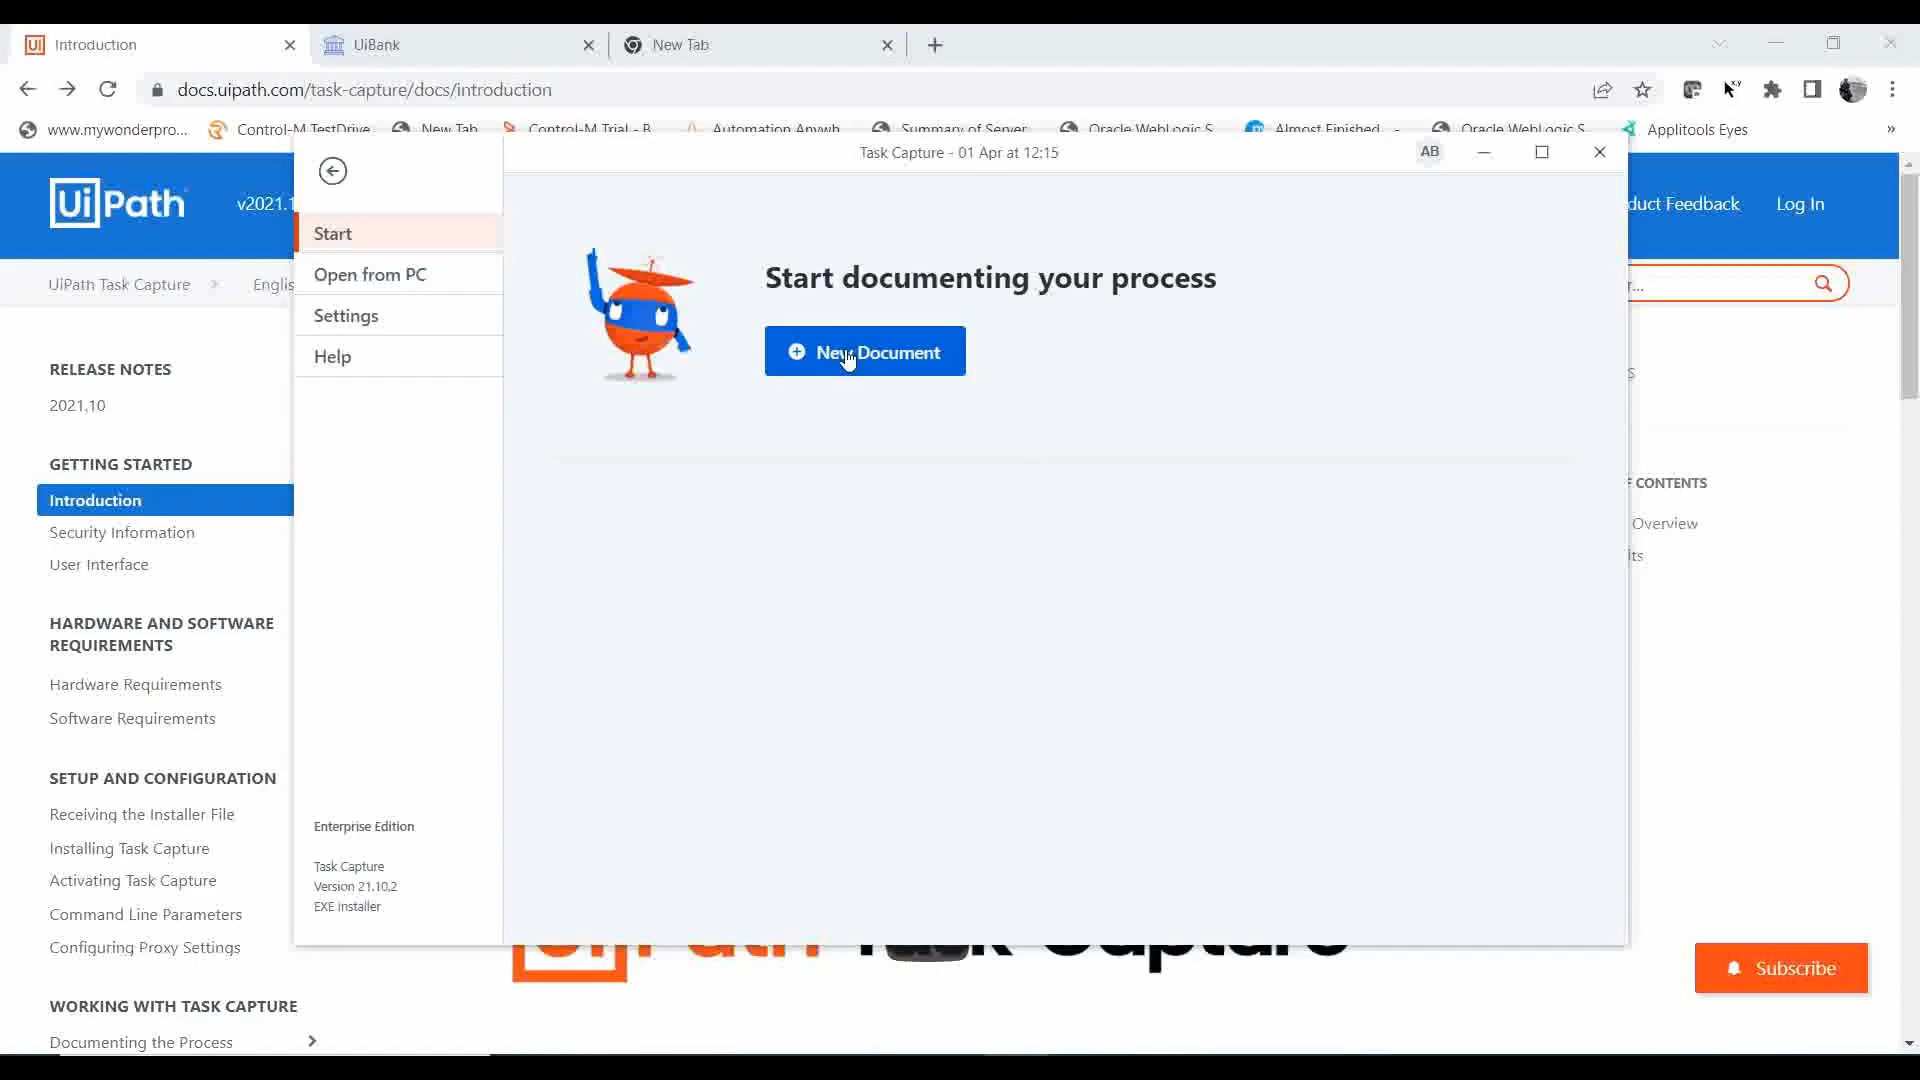 Introduction
UiBank
New Tab
docs.uipath.com/task-capture/docs/introduction
www.mywonderpro...
Control-M TestDrive
New Tab
Control-M Trial - B
Automation Anywh
Summary of Server
Oracle WebLogic S
Almost Finished -
Oracle WebLogic S
Applitools Eyes
»
Task Capture - 01 Apr at 12:15
AB
UiPath
v2021.1
duct Feedback
Log In
Start
Open from PC
Settings
Help
Start documenting your process
New Document
UiPath Task Capture
Englis
r...
RELEASE NOTES
2021.10
GETTING STARTED
Introduction
Security Information
User Interface
HARDWARE AND SOFTWARE
REQUIREMENTS
Hardware Requirements
Software Requirements
SETUP AND CONFIGURATION
Receiving the Installer File
Installing Task Capture
Activating Task Capture
Command Line Parameters
Configuring Proxy Settings
WORKING WITH TASK CAPTURE
Documenting the Process
S
F CONTENTS
Overview
its
Enterprise Edition
Task Capture
Version 21.10.2
EXE installer
UiPath Task Capture
Subscribe